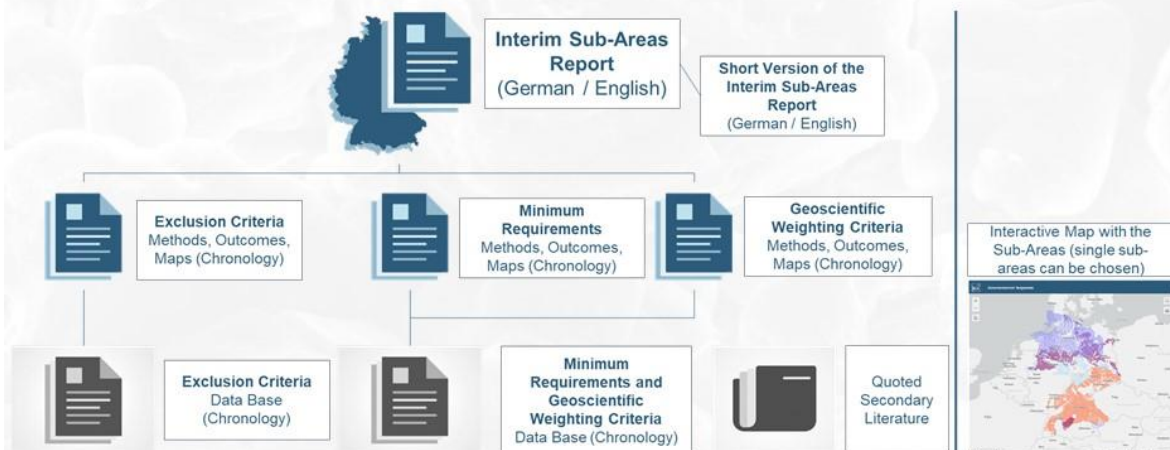 Interim Sub-Areas
Report
(German / English)
Short Version of the
Interim Sub-Areas
Report
(German / English)
Exclusion Criteria
Methods, Outcomes,
Maps (Chronology)
Minimum
Requirements
Methods, Outcomes,
Maps (Chronology)
Geoscientific
Weighting Criteria
Methods, Outcomes,
Maps (Chronology)
Interactive Map with the
Sub-Areas (single sub-
areas can be chosen)
Exclusion Criteria
Data Base
(Chronology)
Minimum
Requirements and
Geoscientific
Weighting Criteria
Data Base (Chronology)
Quoted
Secondary
Literature